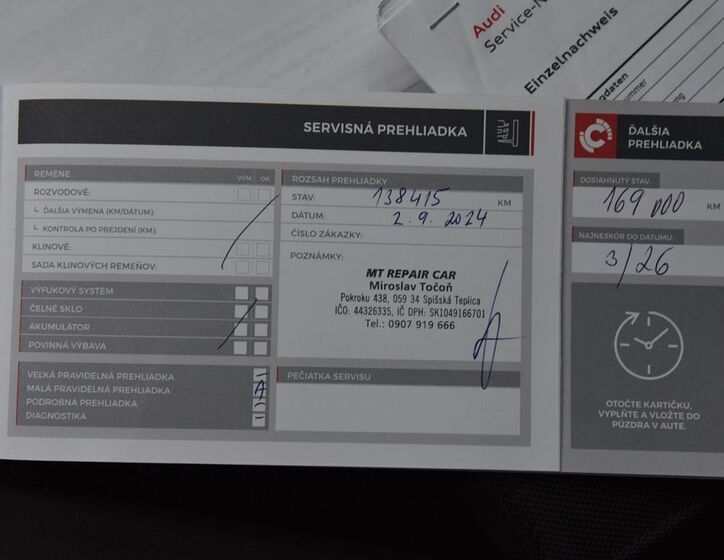 Audi
Service-N
Einzelnachweis
gdaten
ummer
SERVISNÁ PREHLIADKA
REMENE
VÝM. OK
ROZVODOVÉ:
ĎALŠIA VÝMENA (KM/DÁTUM):
KONTROLA PO PREJDENÍ (KM):
KLINOVÉ:
SADA KLINOVÝCH REMEŇOV:
VÝFUKOVÝ SYSTÉM
ČELNÉ SKLO
AKUMULÁTOR
POVINNÁ VÝBAVA
VEĽKÁ PRAVIDELNÁ PREHLIADKA
MALÁ PRAVIDELNÁ PREHLIADKA
PODROBNÁ PREHLIADKA
DIAGNOSTIKA
ROZSAH PREHLIADKY
STAV: 138415 KM
DÁTUM: 2.9.2024
ČÍSLO ZÁKAZKY:
POZNÁMKY:
MT REPAIR CAR
Miroslav Točoň
Pokroku 438, 059 34 Spišská Teplica
IČO: 44326335, IČ DPH: SK1049166701
Tel.: 0907 919 666
PEČIATKA SERVISU
ĎALŠIA
PREHLIADKA
DOSIAHNUTÝ STAV:
169 000 KM
NAJNESKÔR DO DÁTUMU:
3/26
OTOČTE KARTIČKU,
VYPLŇTE A VLOŽTE DO
PÚZDRA V AUTE.